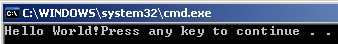 C:\WINDOWS\system32\cmd.exe
Hello World!Press any key to continue . .